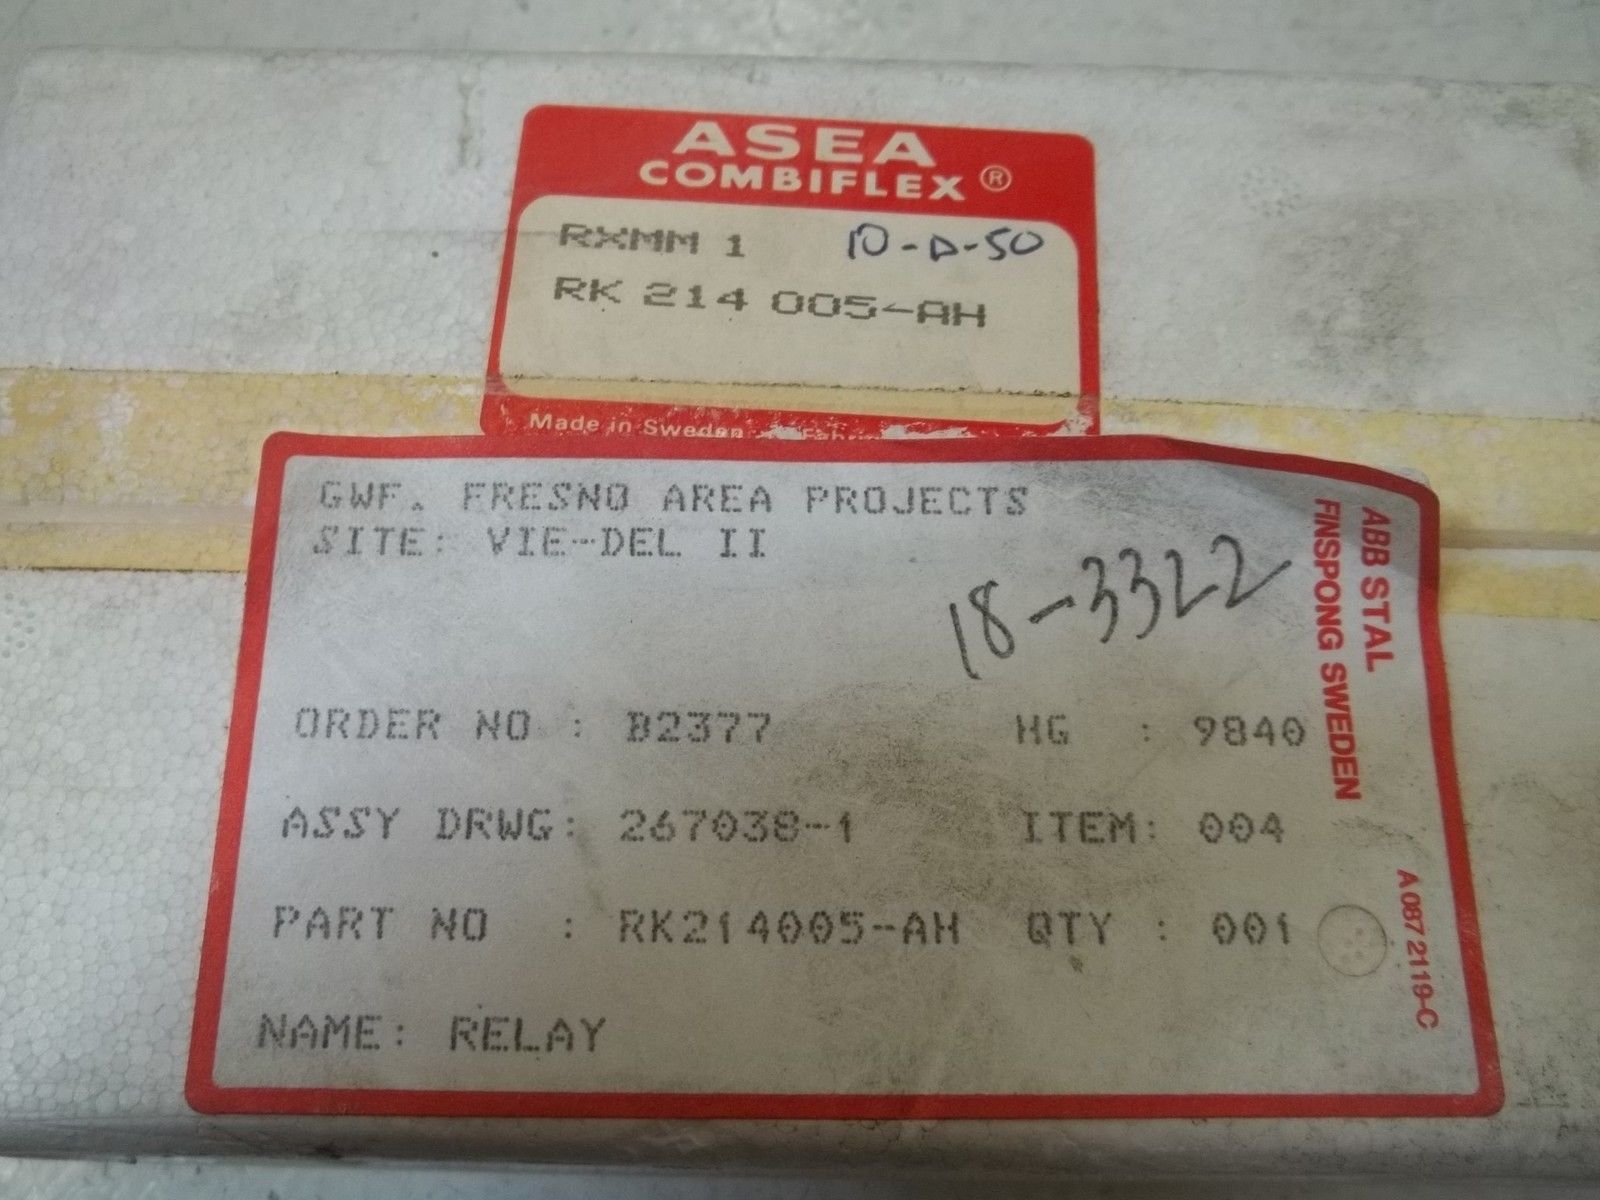 ASEA
COMBIFLEX ®
RXMM 1 10-D-50
RK 214 005-AH
Made in Sweden
GWF. FRESNO AREA PROJECTS
SITE: VIE-DEL II
18-3322
ORDER NO : B2377 HG : 9840
ASSY DRWG: 267038-1 ITEM: 004
PART NO : RK214005-AH QTY : 001
NAME: RELAY
ABB STAL
FINSPONG SWEDEN
A087 2119-C